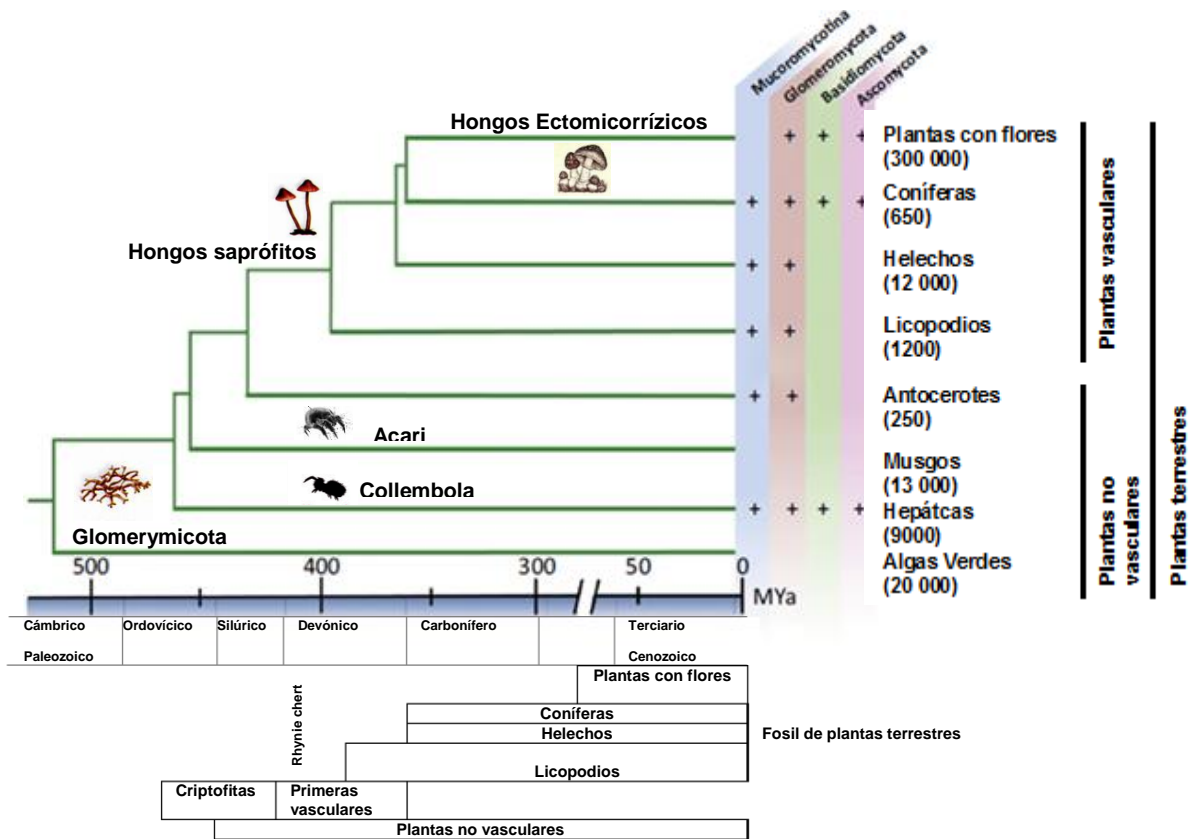 Mucoromycotina
Glomeromycota
Basidiomycota
Ascomycota
Hongos Ectomicorrízicos
+ + +
Plantas con flores
(300 000)
+ + + +
Coníferas
(650)
Hongos saprófitos
+ +
Helechos
(12 000)
+ +
Licopodios
(1200)
Plantas vasculares
+ +
Antocerotes
(250)
Acari
Musgos
(13 000)
Collembola
+ + + +
Hepátcas
(9000)
Glomerymicota
Algas Verdes
(20 000)
Plantas no
vasculares
Plantas terrestres
500 400 300 50 0
MYa
Cámbrico Ordovícico Silúrico Devónico Carbonífero Terciario
Paleozoico Cenozoico
Plantas con flores
Rhynie chert
Coníferas
Helechos
Fosil de plantas terrestres
Licopodios
Criptofitas
Primeras
vasculares
Plantas no vasculares